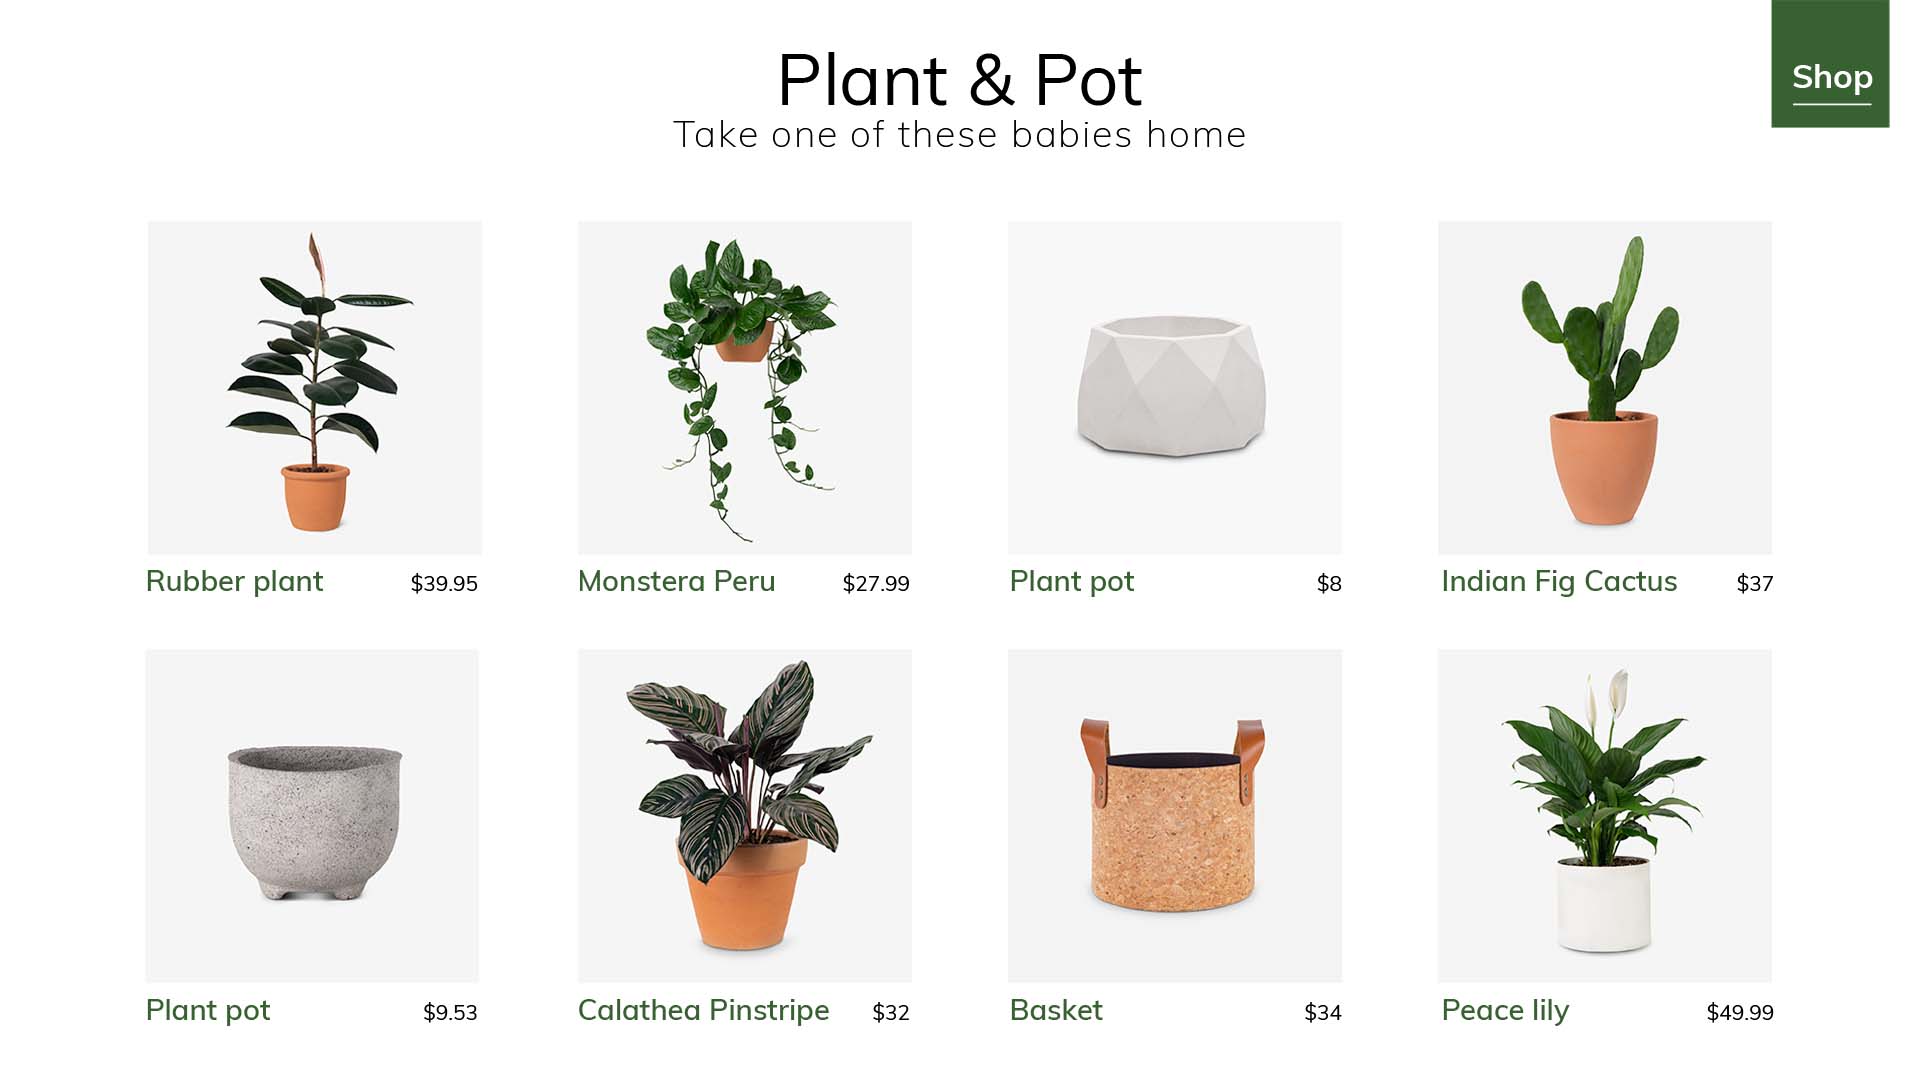 Plant & Pot
Take one of these babies home
Shop
Rubber plant $39.95
Monstera Peru $27.99
Plant pot $8
Indian Fig Cactus $37
Plant pot $9.53
Calathea Pinstripe $32
Basket $34
Peace lily $49.99